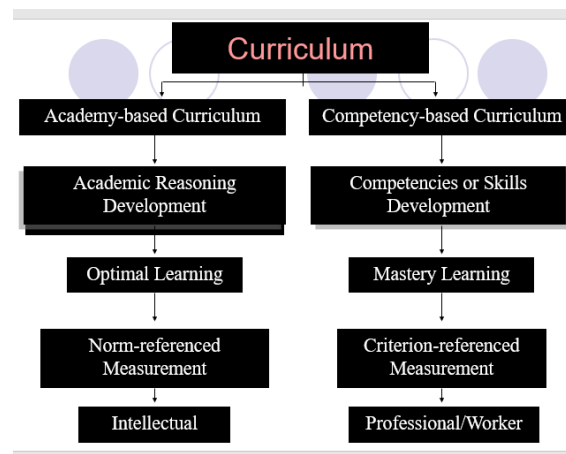 Curriculum
Academy-based Curriculum
Competency-based Curriculum
Academic Reasoning
Development
Competencies or Skills
Development
Optimal Learning
Mastery Learning
Norm-referenced
Measurement
Criterion-referenced
Measurement
Intellectual
Professional/Worker